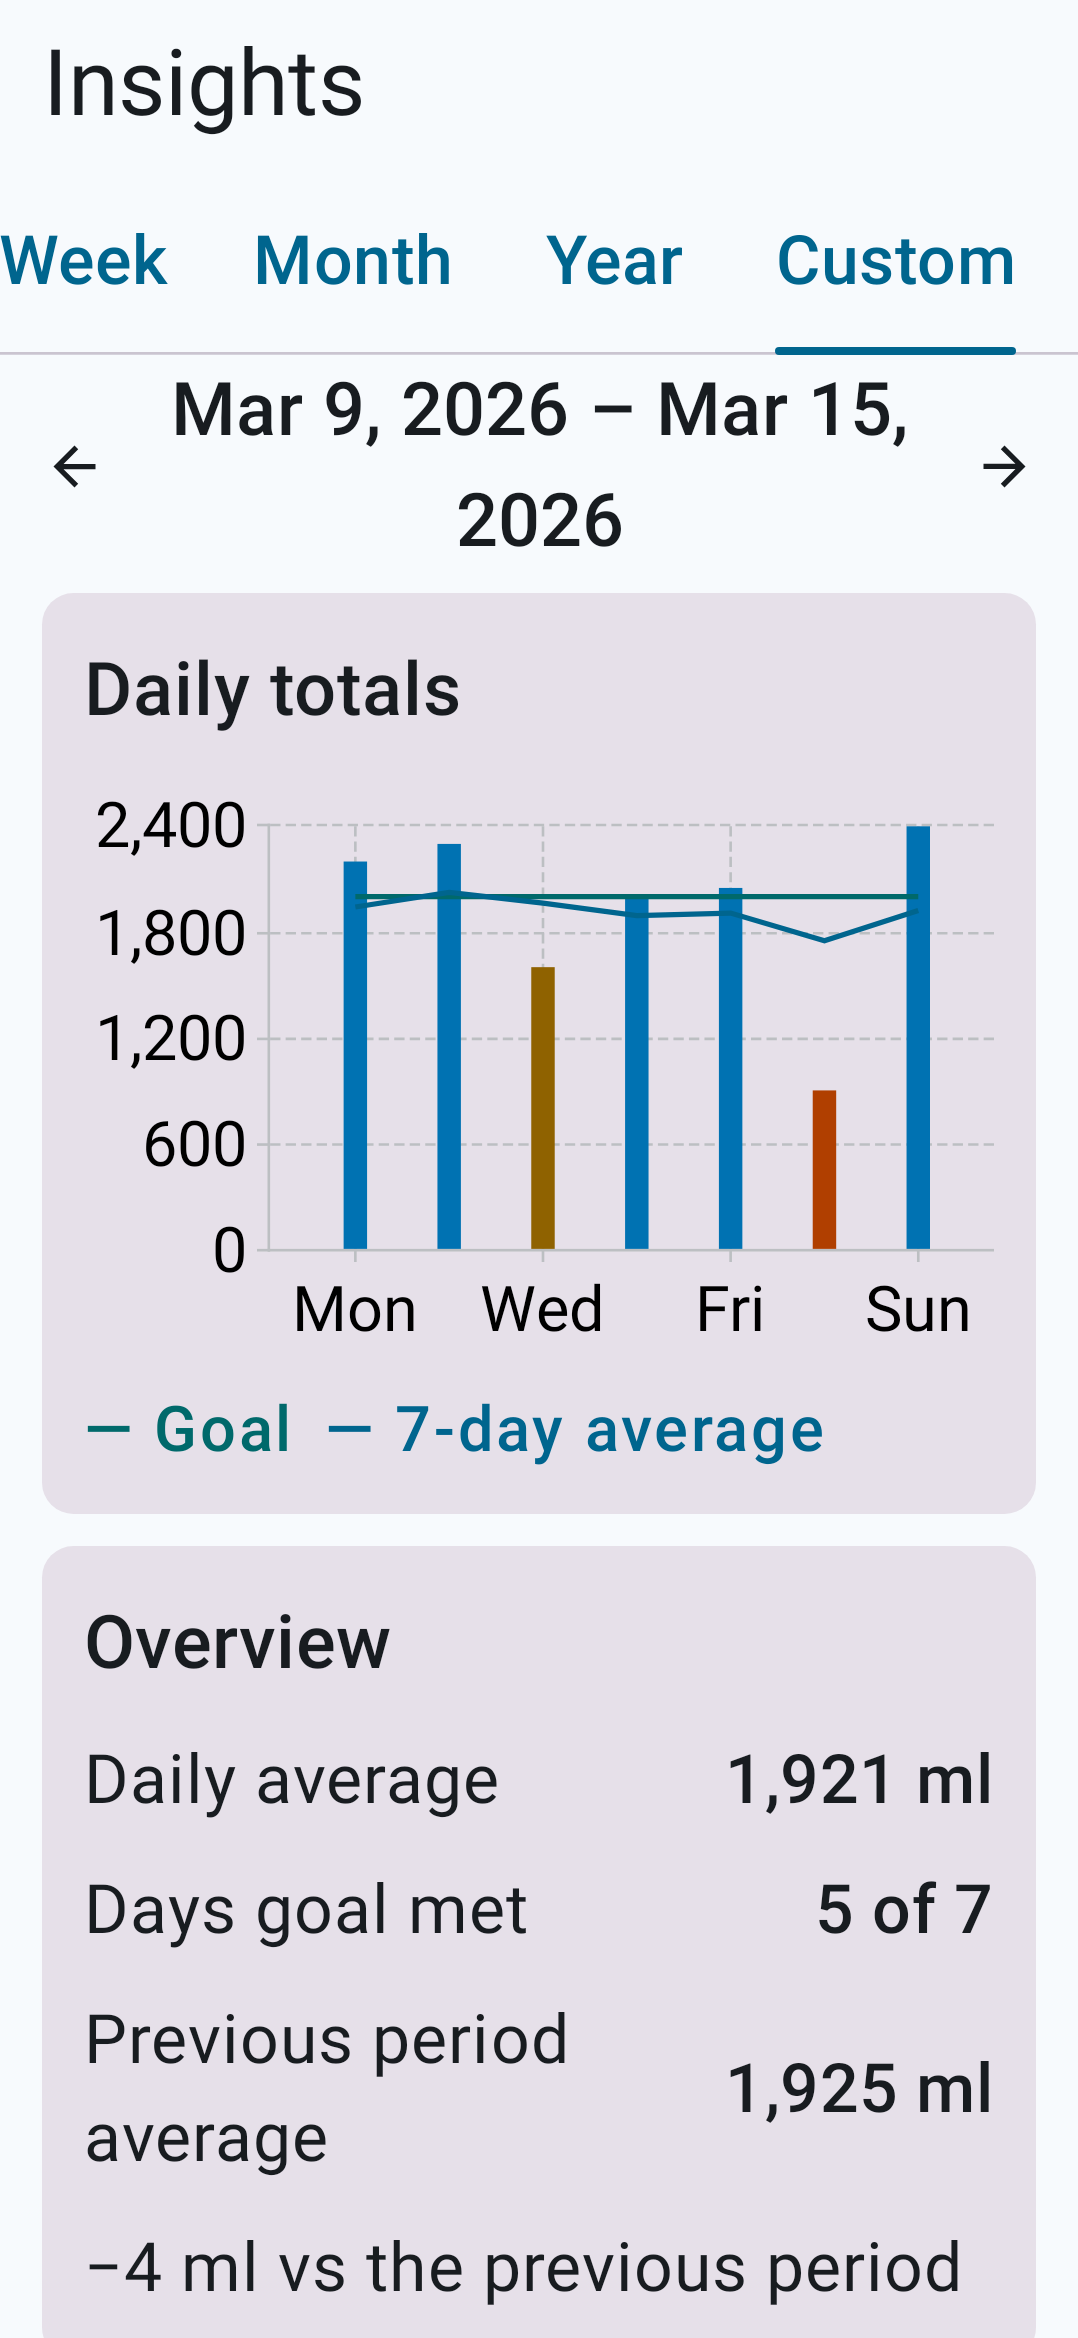 Insights
Week Month Year Custom
Mar 9, 2026 – Mar 15,
2026
Daily totals
2,400
1,800
1,200
600
0
Mon Wed Fri Sun
Goal 7-day average
Overview
Daily average 1,921 ml
Days goal met 5 of 7
Previous period
average 1,925 ml
−4 ml vs the previous period